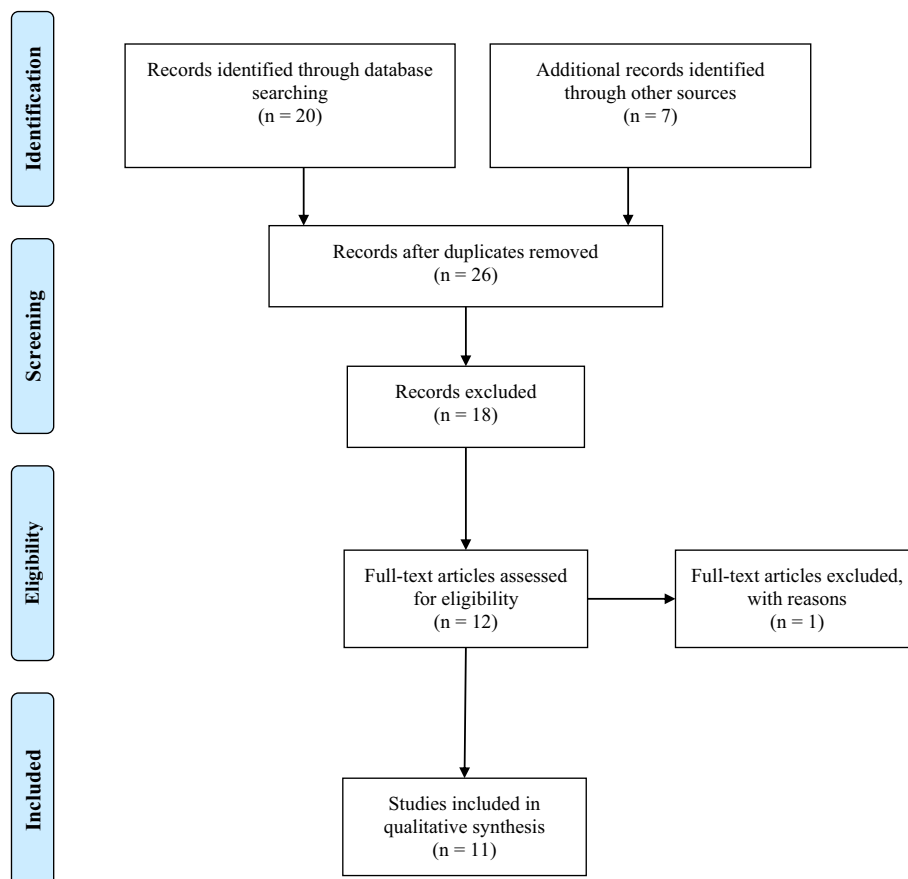 Identification
Records identified through database
searching
(n = 20)
Additional records identified
through other sources
(n = 7)
Screening
Records after duplicates removed
(n = 26)
Records excluded
(n = 18)
Eligibility
Full-text articles assessed
for eligibility
(n = 12)
Full-text articles excluded,
with reasons
(n = 1)
Included
Studies included in
qualitative synthesis
(n = 11)